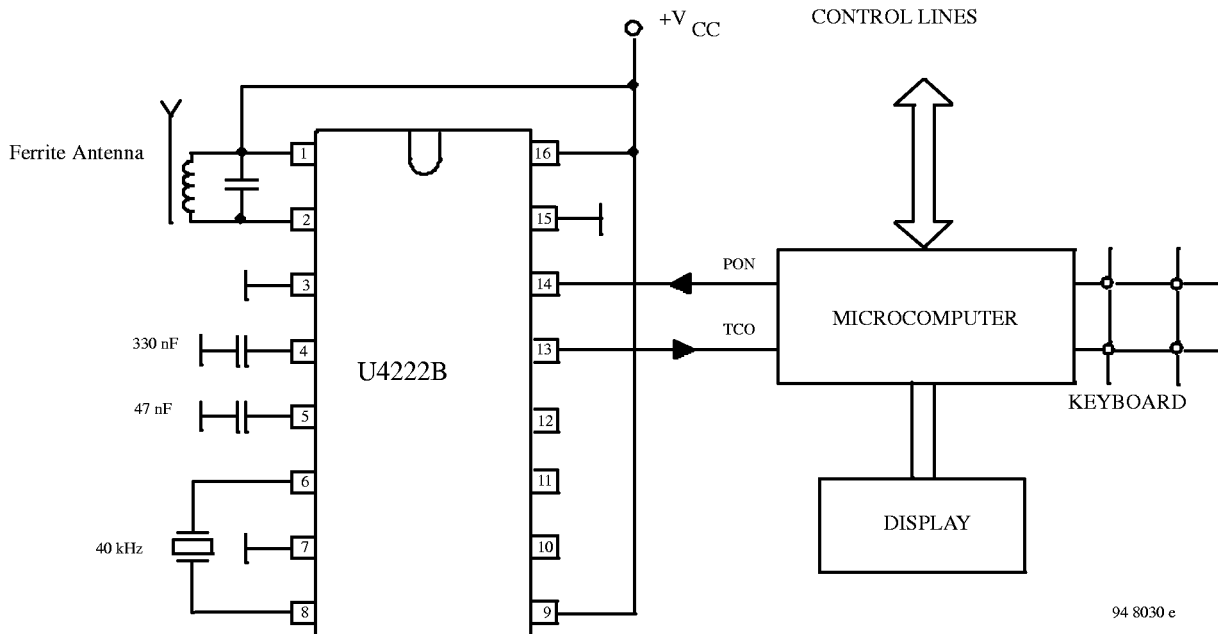 +VCC
CONTROL LINES
Ferrite Antenna
1
16
2
15
3
14
PON
330 nF
4
13
TCO
MICROCOMPUTER
U4222B
47 nF
5
12
KEYBOARD
6
11
40 kHz
7
10
DISPLAY
8
9
94 8030 e